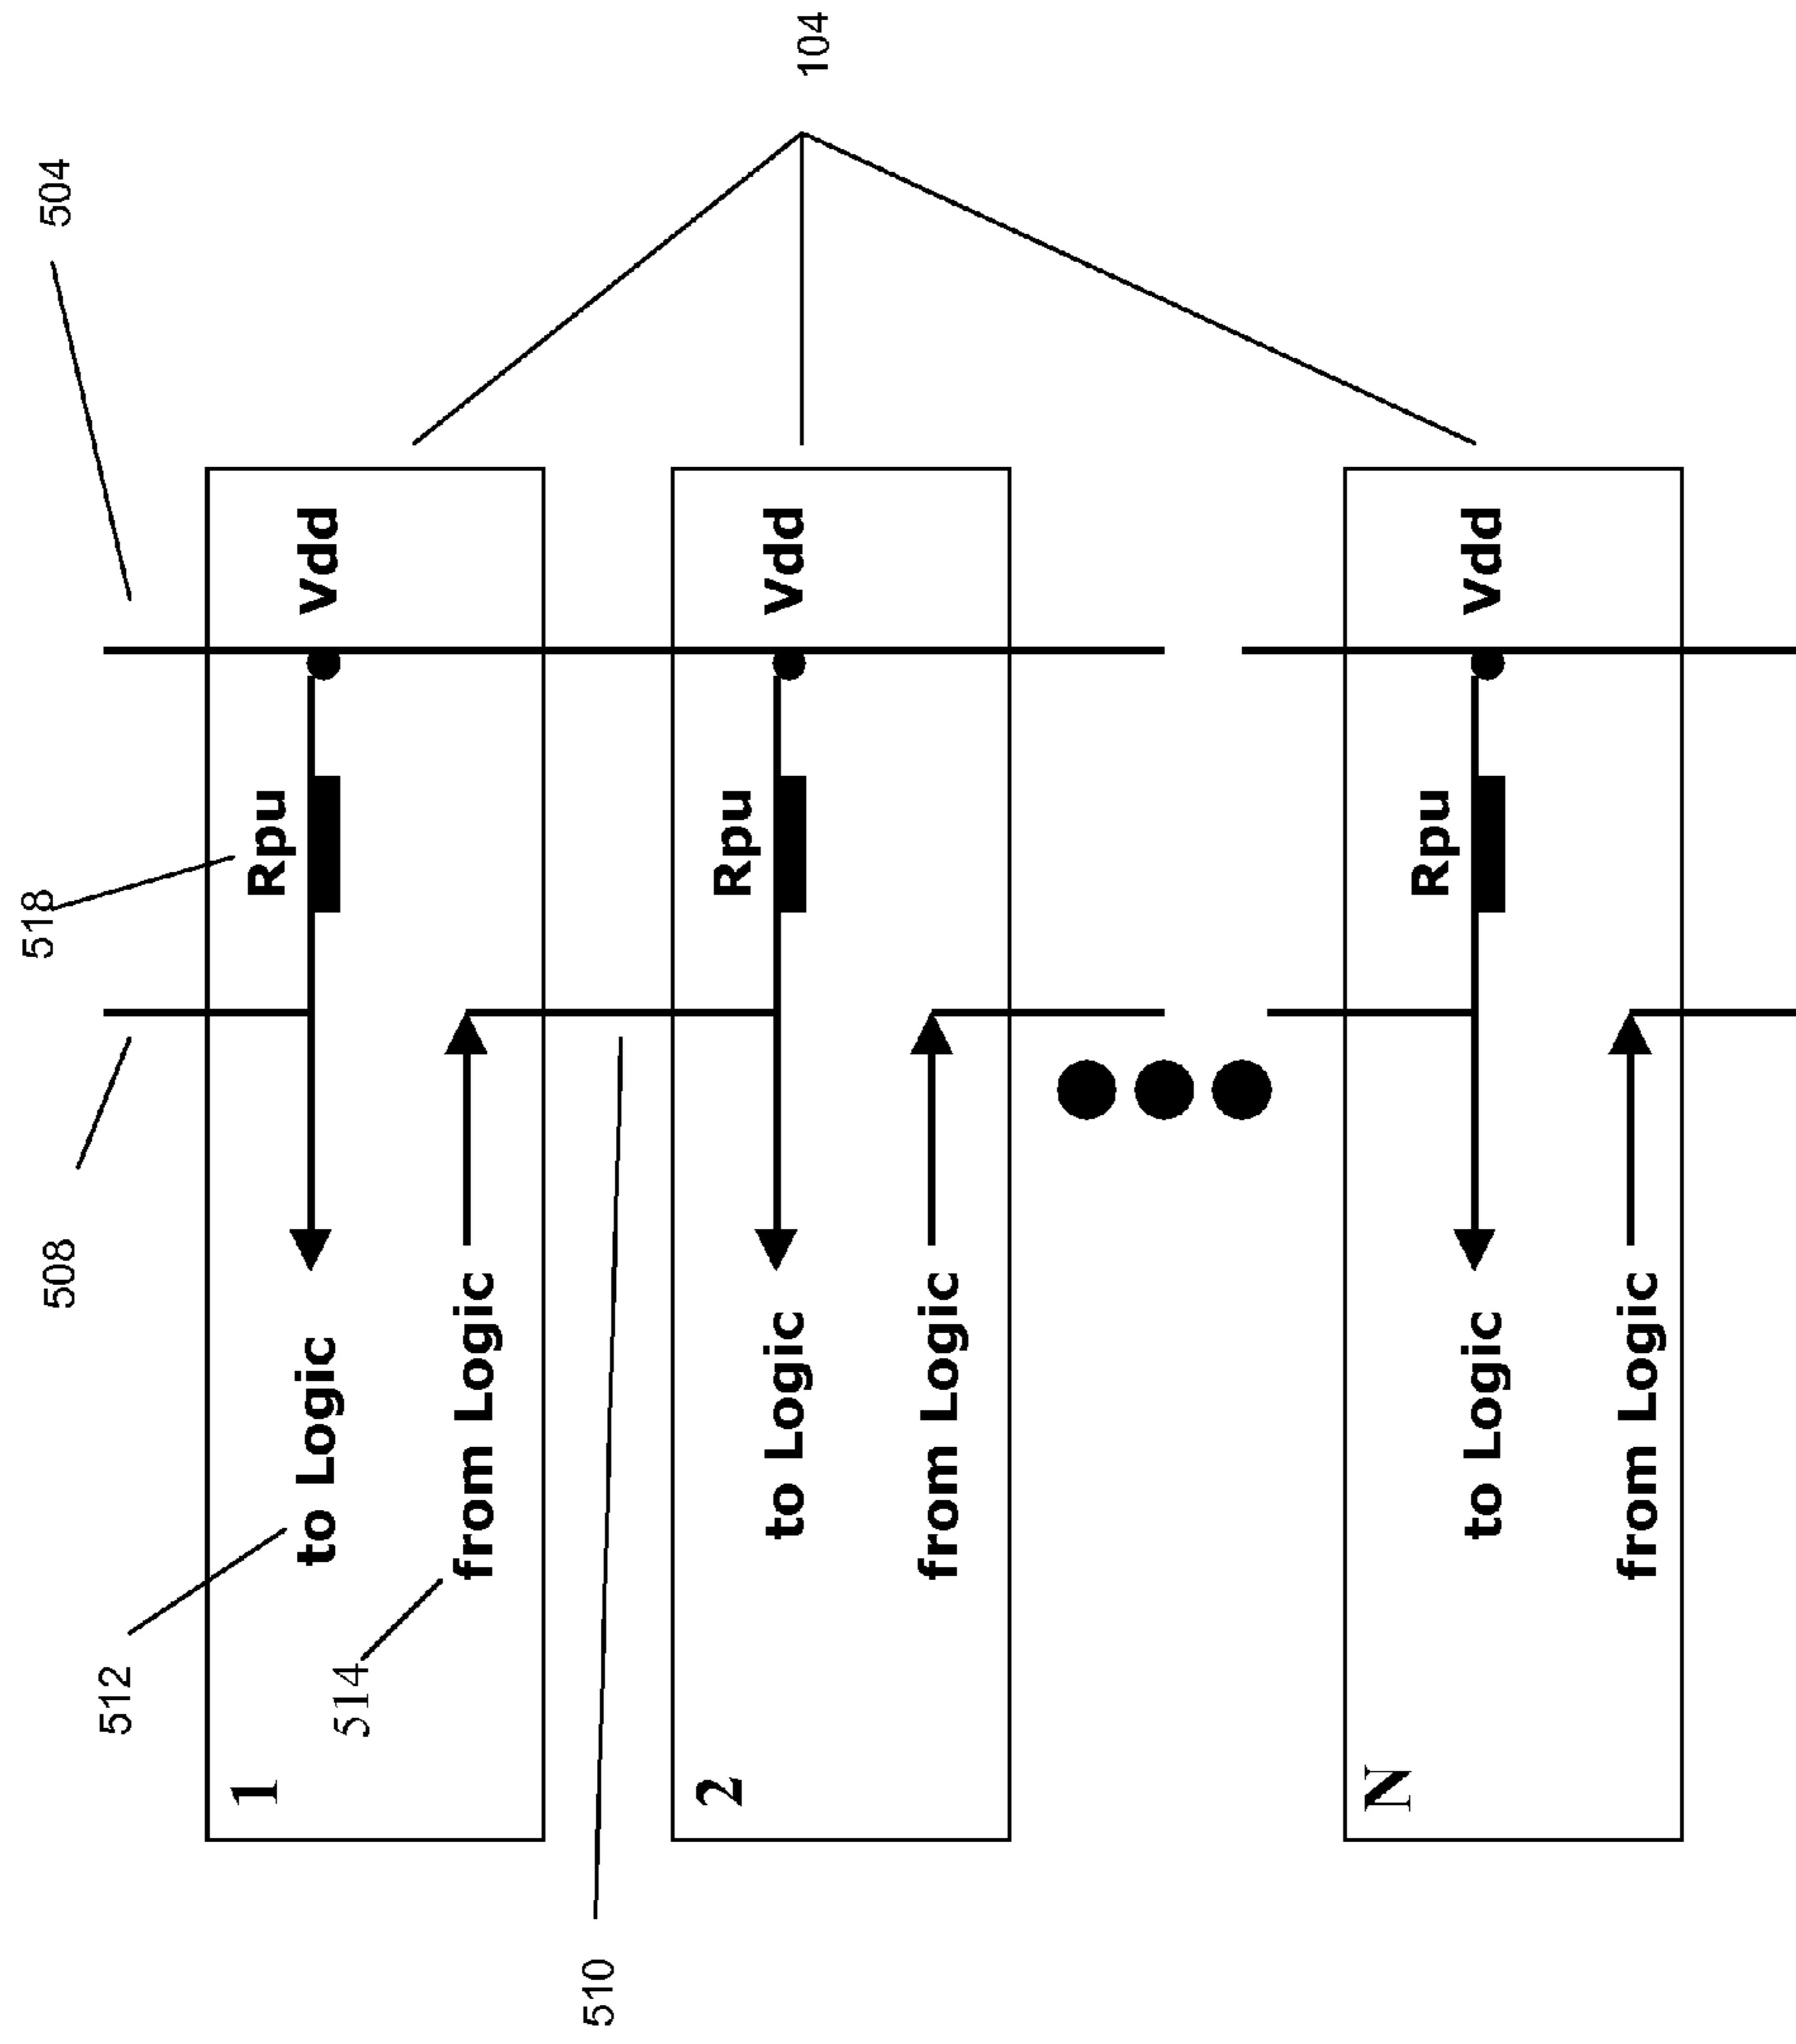 504
104
508
518
512
514
510
1
to Logic
from Logic
Rpu
Vdd
2
to Logic
from Logic
Rpu
Vdd
N
to Logic
from Logic
Rpu
Vdd